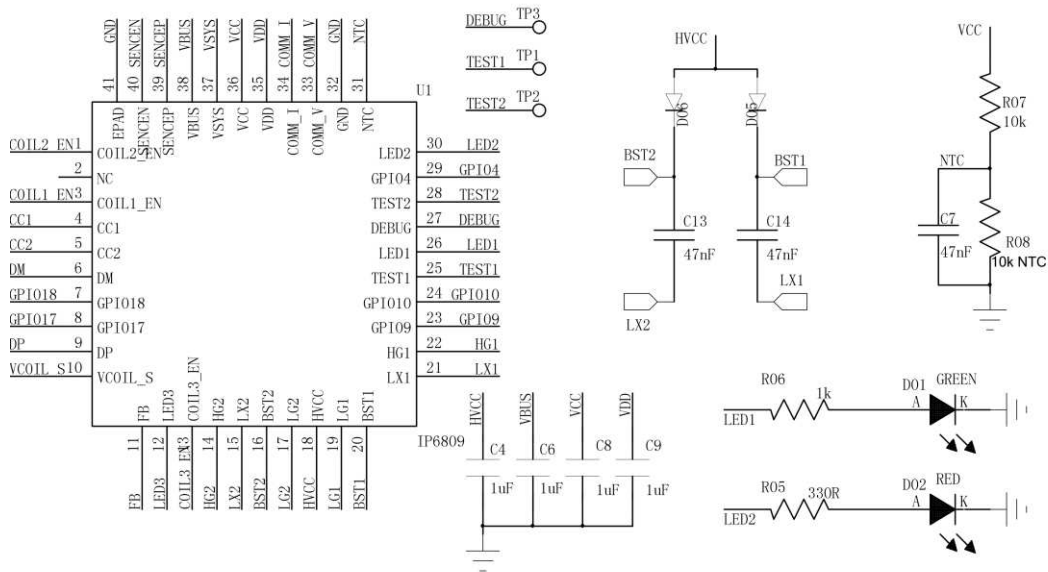 GND
SENCEN
SENCEP
VBUS
VSYS
VCC
VDD
COMM_I
COMM_V
GND
NTC
41
40
39
38
37
36
35
34
33
32
31
U1
EPAD
SENCEN
SENCEP
VBUS
VSYS
VCC
VDD
COMM_I
COMM_V
GND
NTC
COIL2_EN 1 COIL2_EN
2 NC
COIL1_EN 3 COIL1_EN
CC1 4 CC1
CC2 5 CC2
DM 6 DM
GPIO18 7 GPIO18
GPIO17 8 GPIO17
DP 9 DP
VCOIL_S 10 VCOIL_S
LED2 30 LED2
GPIO4 29 GPIO4
TEST2 28 TEST2
DEBUG 27 DEBUG
LED1 26 LED1
TEST1 25 TEST1
GPIO10 24 GPIO10
GPIO9 23 GPIO9
HG1 22 HG1
LX1 21 LX1
FB
LED3
COIL3_EN
HG2
LX2
BST2
LG2
HVCC
LG1
BST1
IP6809
11
12
13
14
15
16
17
18
19
20
FB
LED3
COIL3_EN
HG2
LX2
BST2
LG2
HVCC
LG1
BST1
DEBUG TP3
TEST1 TP1
TEST2 TP2
HVCC
D06
D05
BST2
BST1
C13
47nF
C14
47nF
LX2
LX1
VCC
R07
10k
NTC
C7
47nF
R08
10k NTC
HVCC
VBUS
VCC
VDD
C4
1uF
C6
1uF
C8
1uF
C9
1uF
LED1
R06
1k
D01
GREEN
A
K
LED2
R05
330R
D02
RED
A
K